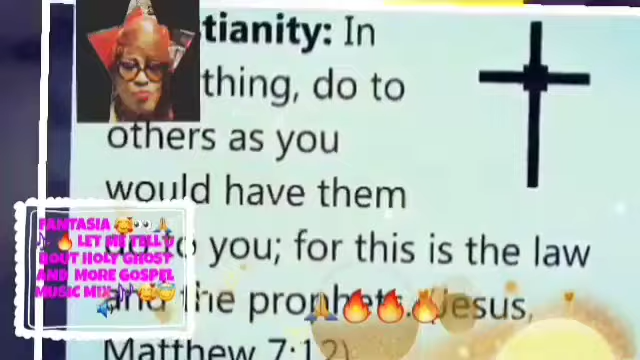 tianity: In
thing, do to
others as you
would have them
you; for this is the law
and the prophets. Jesus,
Matthew 7:12)
FANTASIA
LET ME TELL U
BOUT HOLY GHOST
AND MORE GOSPEL
MUSIC MIX